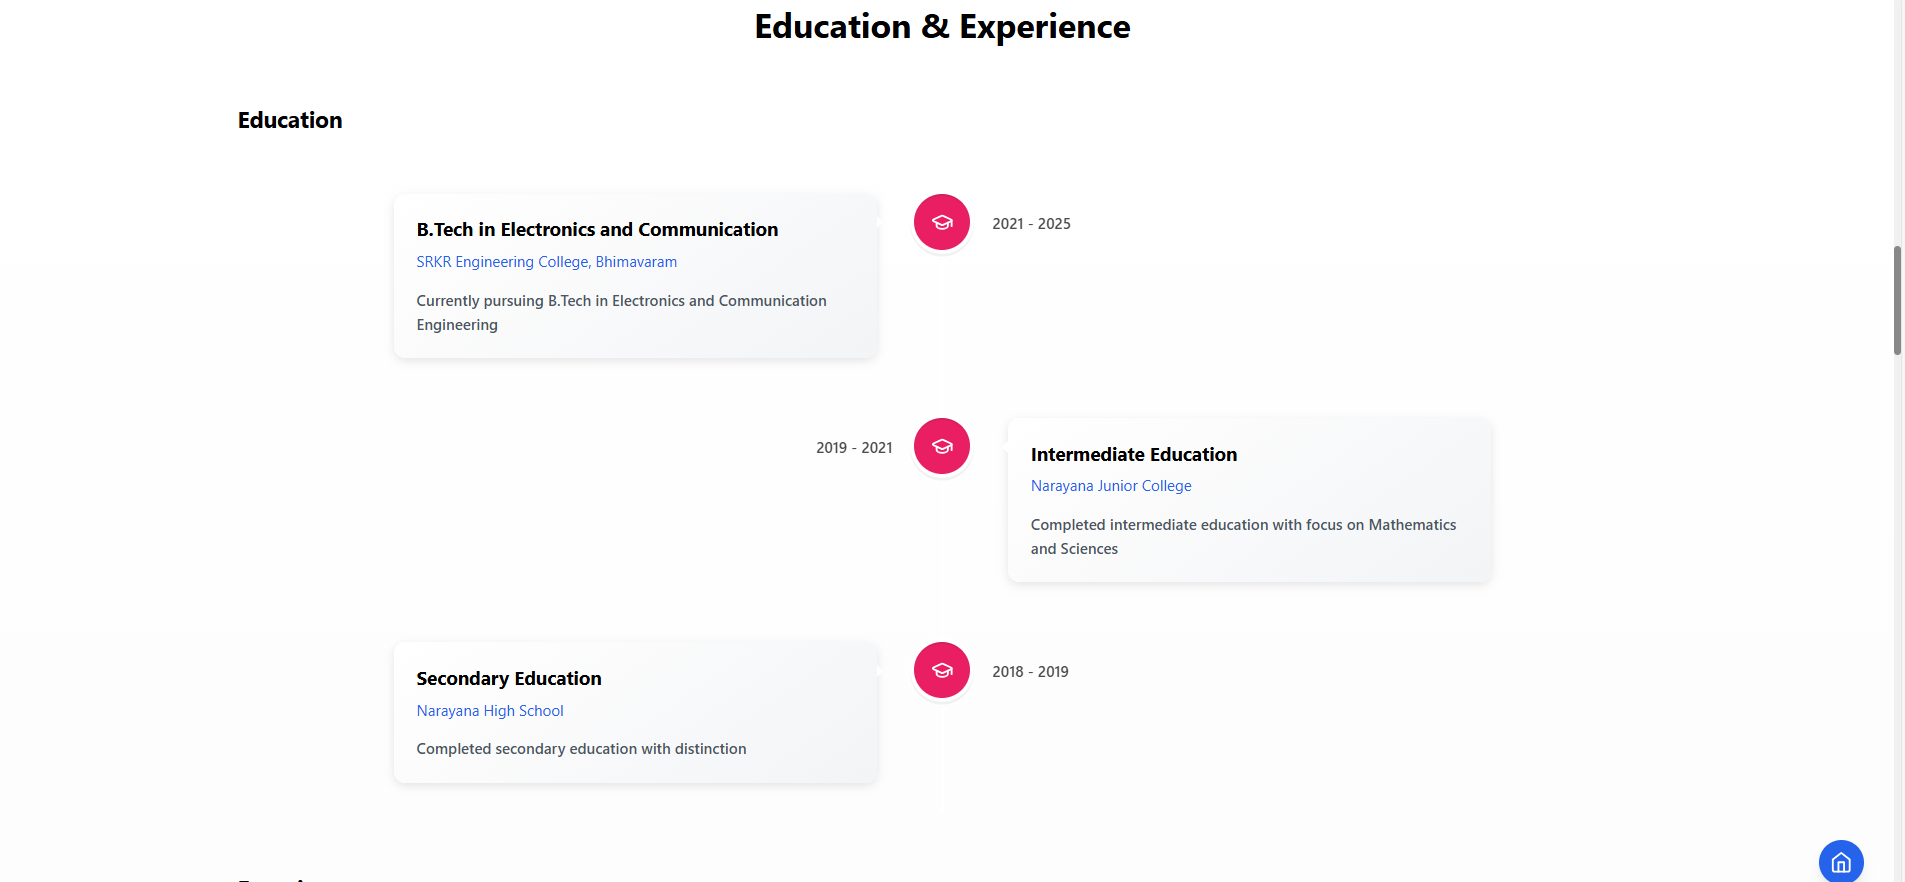 Education & Experience
Education
B.Tech in Electronics and Communication
SRKR Engineering College, Bhimavaram
Currently pursuing B.Tech in Electronics and Communication
Engineering
2021 - 2025
2019 - 2021
Intermediate Education
Narayana Junior College
Completed intermediate education with focus on Mathematics
and Sciences
Secondary Education
Narayana High School
Completed secondary education with distinction
2018 - 2019